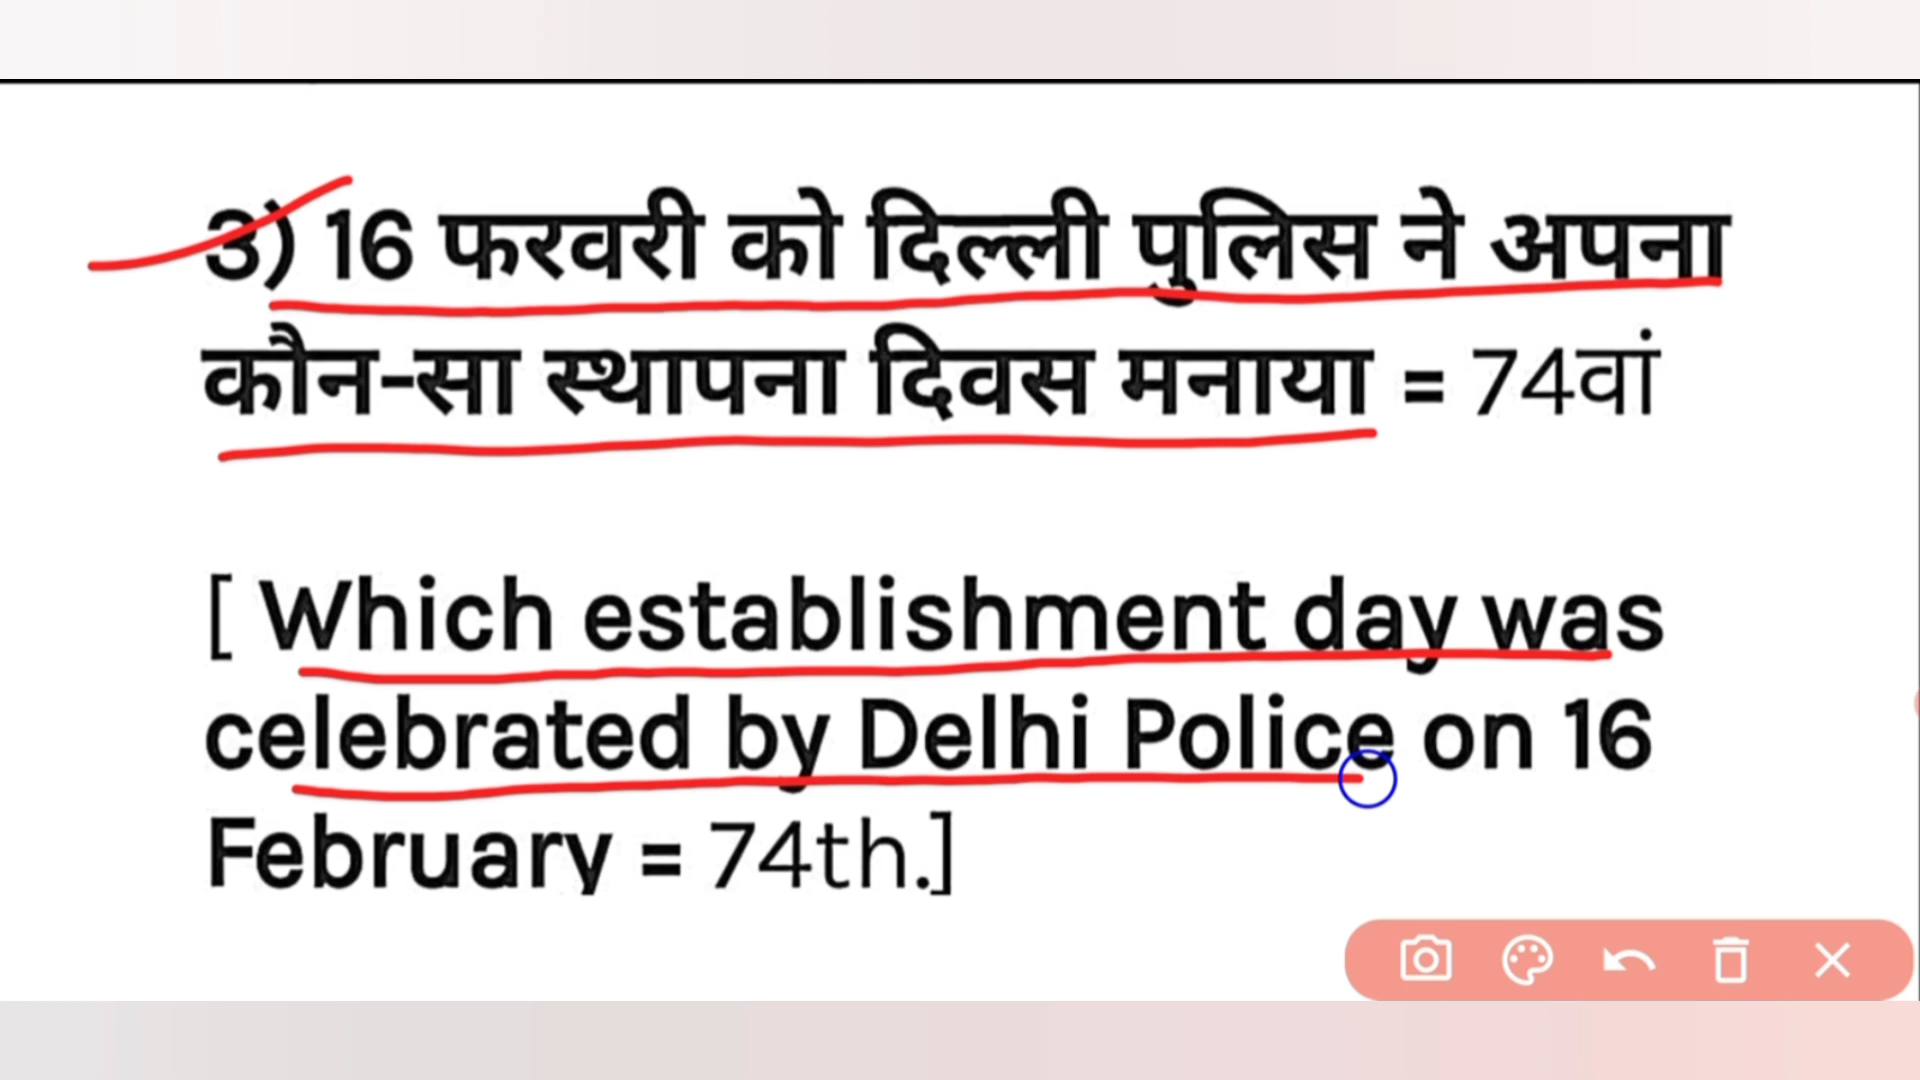 3) 16 फरवरी को दिल्ली पुलिस ने अपना
कौन-सा स्थापना दिवस मनाया = 74वां
[ Which establishment day was
celebrated by Delhi Police on 16
February = 74th.]